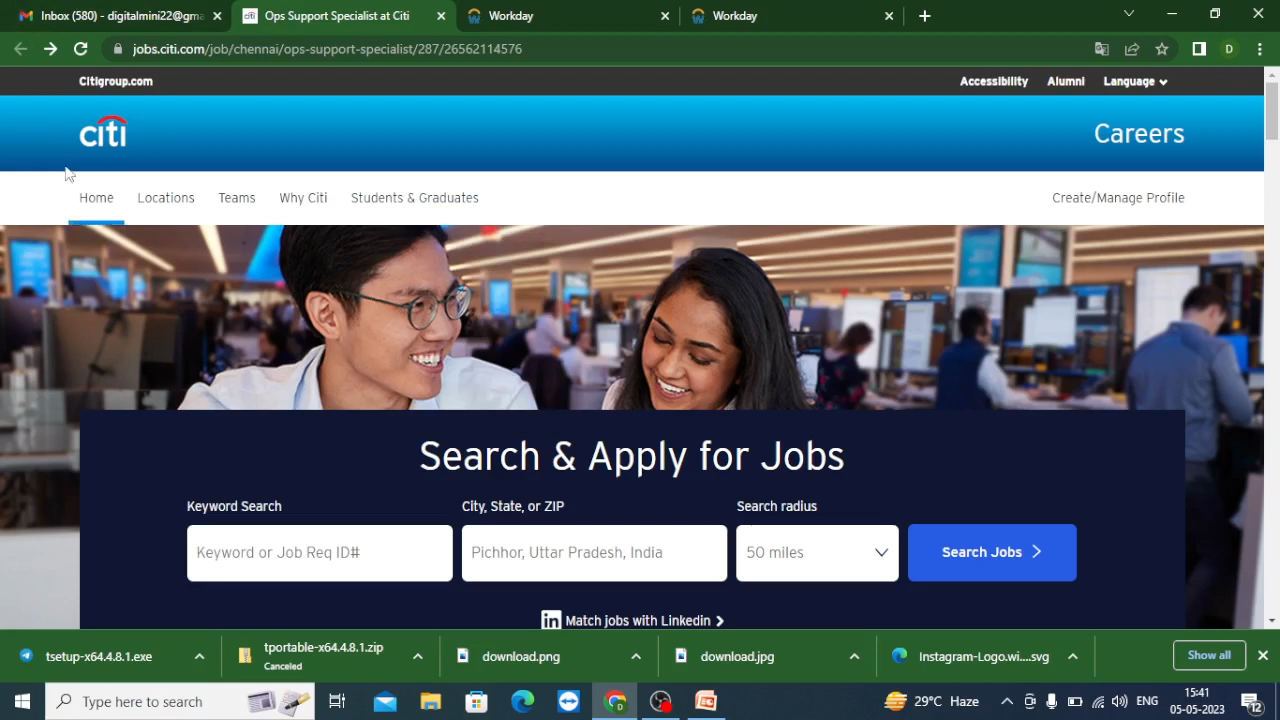 Inbox (580) - digitalmini22@gma
Ops Support Specialist at Citi
Workday
Workday
jobs.citi.com/job/chennai/ops-support-specialist/287/26562114576
D
Citigroup.com
Accessibility
Alumni
Language
citi
Careers
Home
Locations
Teams
Why Citi
Students & Graduates
Create/Manage Profile
Search & Apply for Jobs
Keyword Search
City, State, or ZIP
Search radius
Keyword or Job Req ID#
Pichhor, Uttar Pradesh, India
50 miles
Search Jobs
in Match jobs with Linkedin
tsetup-x64.4.8.1.exe
tportable-x64.4.8.1.zip
Canceled
download.png
download.jpg
Instagram-Logo.wi....svg
Show all
Type here to search
29°C Haze
ENG
15:41
05-05-2023
12